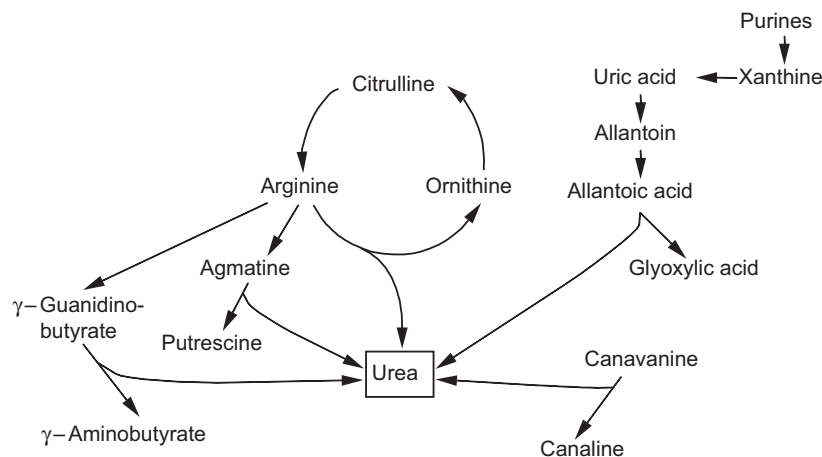 Purines
Citrulline
Uric acid
Xanthine
Allantoin
Arginine
Ornithine
Allantoic acid
Agmatine
Glyoxylic acid
γ–Guanidino-
butyrate
Putrescine
Urea
Canavanine
γ–Aminobutyrate
Canaline